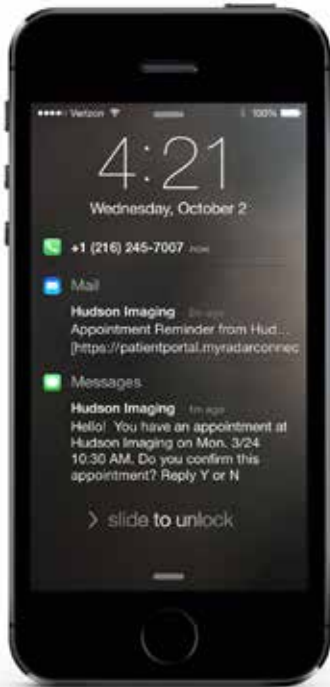 Verizon 100%
4:21
Wednesday, October 2
+1 (216) 245-7007 now
Mail
Hudson Imaging 2m ago
Appointment Reminder from Hud...
[https://patientportal.myradarconnec
Messages
Hudson Imaging 1m ago
Hello! You have an appointment at
Hudson Imaging on Mon. 3/24
10:30 AM. Do you confirm this
appointment? Reply Y or N
> slide to unlock